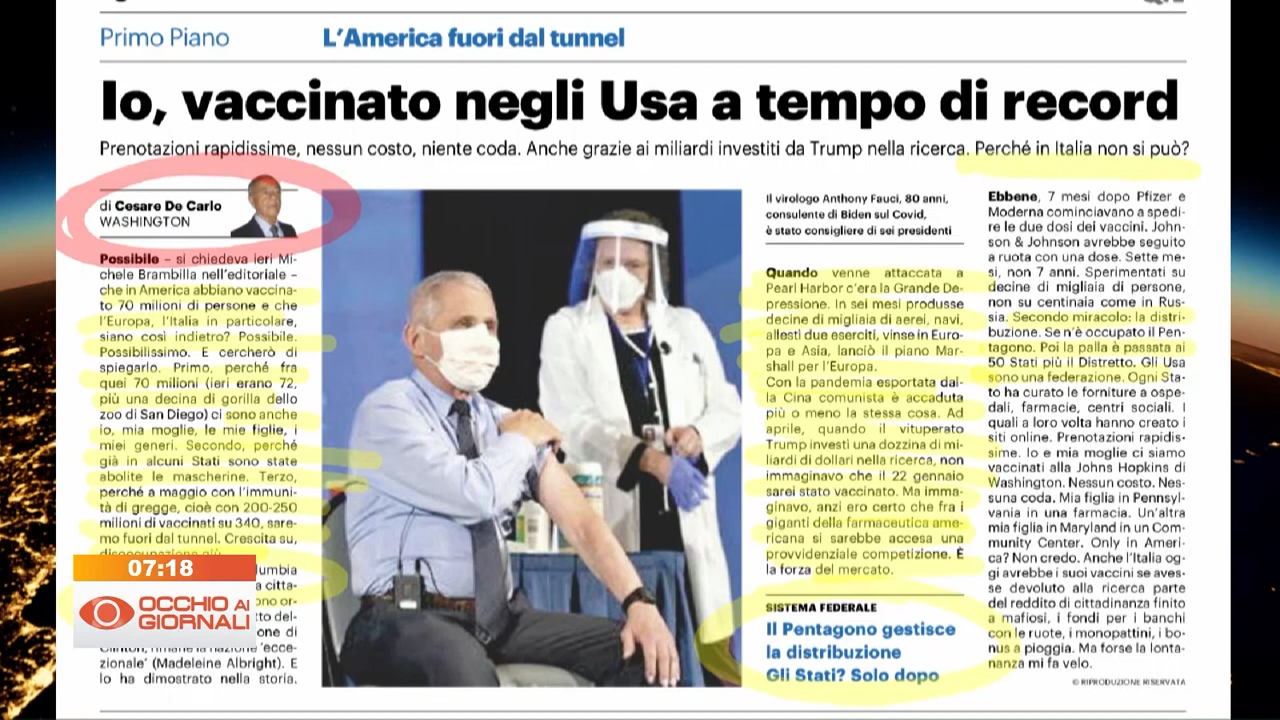 Primo Piano
L'America fuori dal tunnel
Io, vaccinato negli Usa a tempo di record
Prenotazioni rapidissime, nessun costo, niente coda. Anche grazie ai miliardi investiti da Trump nella ricerca. Perché in Italia non si può?
di Cesare De Carlo
WASHINGTON
Possibile – si chiedeva ieri Mi-
chele Brambilla nell'editoriale –
che in America abbiano vaccina-
to 70 milioni di persone e che
l'Europa, l'Italia in particolare,
siano così indietro? Possibile.
Possibilissimo. E cercherò di
spiegarlo. Primo, perché fra
quei 70 milioni (ieri erano 72,
più una decina di gorilla dello
zoo di San Diego) ci sono anche
io, mia moglie, le mie figlie, i
miei generi. Secondo, perché
già in alcuni Stati sono state
abolite le mascherine. Terzo,
perché a maggio con l'immuni-
tà di gregge, cioè con 200-250
milioni di vaccinati su 340, sare-
mo fuori dal tunnel. Crescita su,
disoccupazione giù.
lumbia
a citta-
ono or-
tto del-
one di
Clinton, rimane la nazione 'ecce-
zionale' (Madeleine Albright). E
lo ha dimostrato nella storia.
07:18
OCCHIO AI
GIORNALI
Il virologo Anthony Fauci, 80 anni,
consulente di Biden sul Covid,
è stato consigliere di sei presidenti
Quando venne attaccata a
Pearl Harbor c'era la Grande De-
pressione. In sei mesi produsse
decine di migliaia di aerei, navi,
allestì due eserciti, vinse in Euro-
pa e Asia, lanciò il piano Mar-
shall per l'Europa.
Con la pandemia esportata dal-
la Cina comunista è accaduta
più o meno la stessa cosa. Ad
aprile, quando il vituperato
Trump investì una dozzina di mi-
liardi di dollari nella ricerca, non
immaginavo che il 22 gennaio
sarei stato vaccinato. Ma imma-
ginavo, anzi ero certo che fra i
giganti della farmaceutica ame-
ricana si sarebbe accesa una
provvidenziale competizione. È
la forza del mercato.
SISTEMA FEDERALE
Il Pentagono gestisce
la distribuzione
Gli Stati? Solo dopo
Ebbene, 7 mesi dopo Pfizer e
Moderna cominciavano a spedi-
re le due dosi dei vaccini. John-
son & Johnson avrebbe seguito
a ruota con una dose. Sette me-
si, non 7 anni. Sperimentati su
decine di migliaia di persone,
non su centinaia come in Rus-
sia. Secondo miracolo: la distri-
buzione. Se n'è occupato il Pen-
tagono. Poi la palla è passata ai
50 Stati più il Distretto. Gli Usa
sono una federazione. Ogni Sta-
to ha curato le forniture a ospe-
dali, farmacie, centri sociali. I
quali a loro volta hanno creato i
siti online. Prenotazioni rapidis-
sime. Io e mia moglie ci siamo
vaccinati alla Johns Hopkins di
Washington. Nessun costo. Nes-
suna coda. Mia figlia in Pennsyl-
vania in una farmacia. Un'altra
mia figlia in Maryland in un Com-
munity Center. Only in Ameri-
ca? Non credo. Anche l'Italia og-
gi avrebbe i suoi vaccini se aves-
se devoluto alla ricerca parte
del reddito di cittadinanza finito
a mafiosi, i fondi per i banchi
con le ruote, i monopattini, i bo-
nus a pioggia. Ma forse la lonta-
nanza mi fa velo.
© RIPRODUZIONE RISERVATA